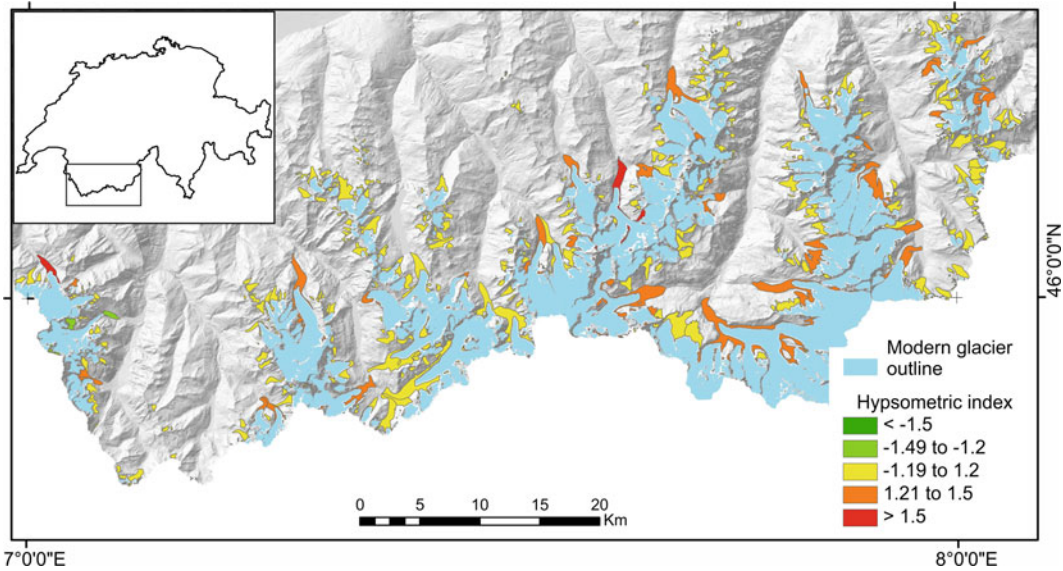 46°0'0"N
Modern glacier
outline
Hypsometric index
< -1.5
-1.49 to -1.2
-1.19 to 1.2
1.21 to 1.5
> 1.5
0 5 10 15 20
Km
7°0'0"E
8°0'0"E